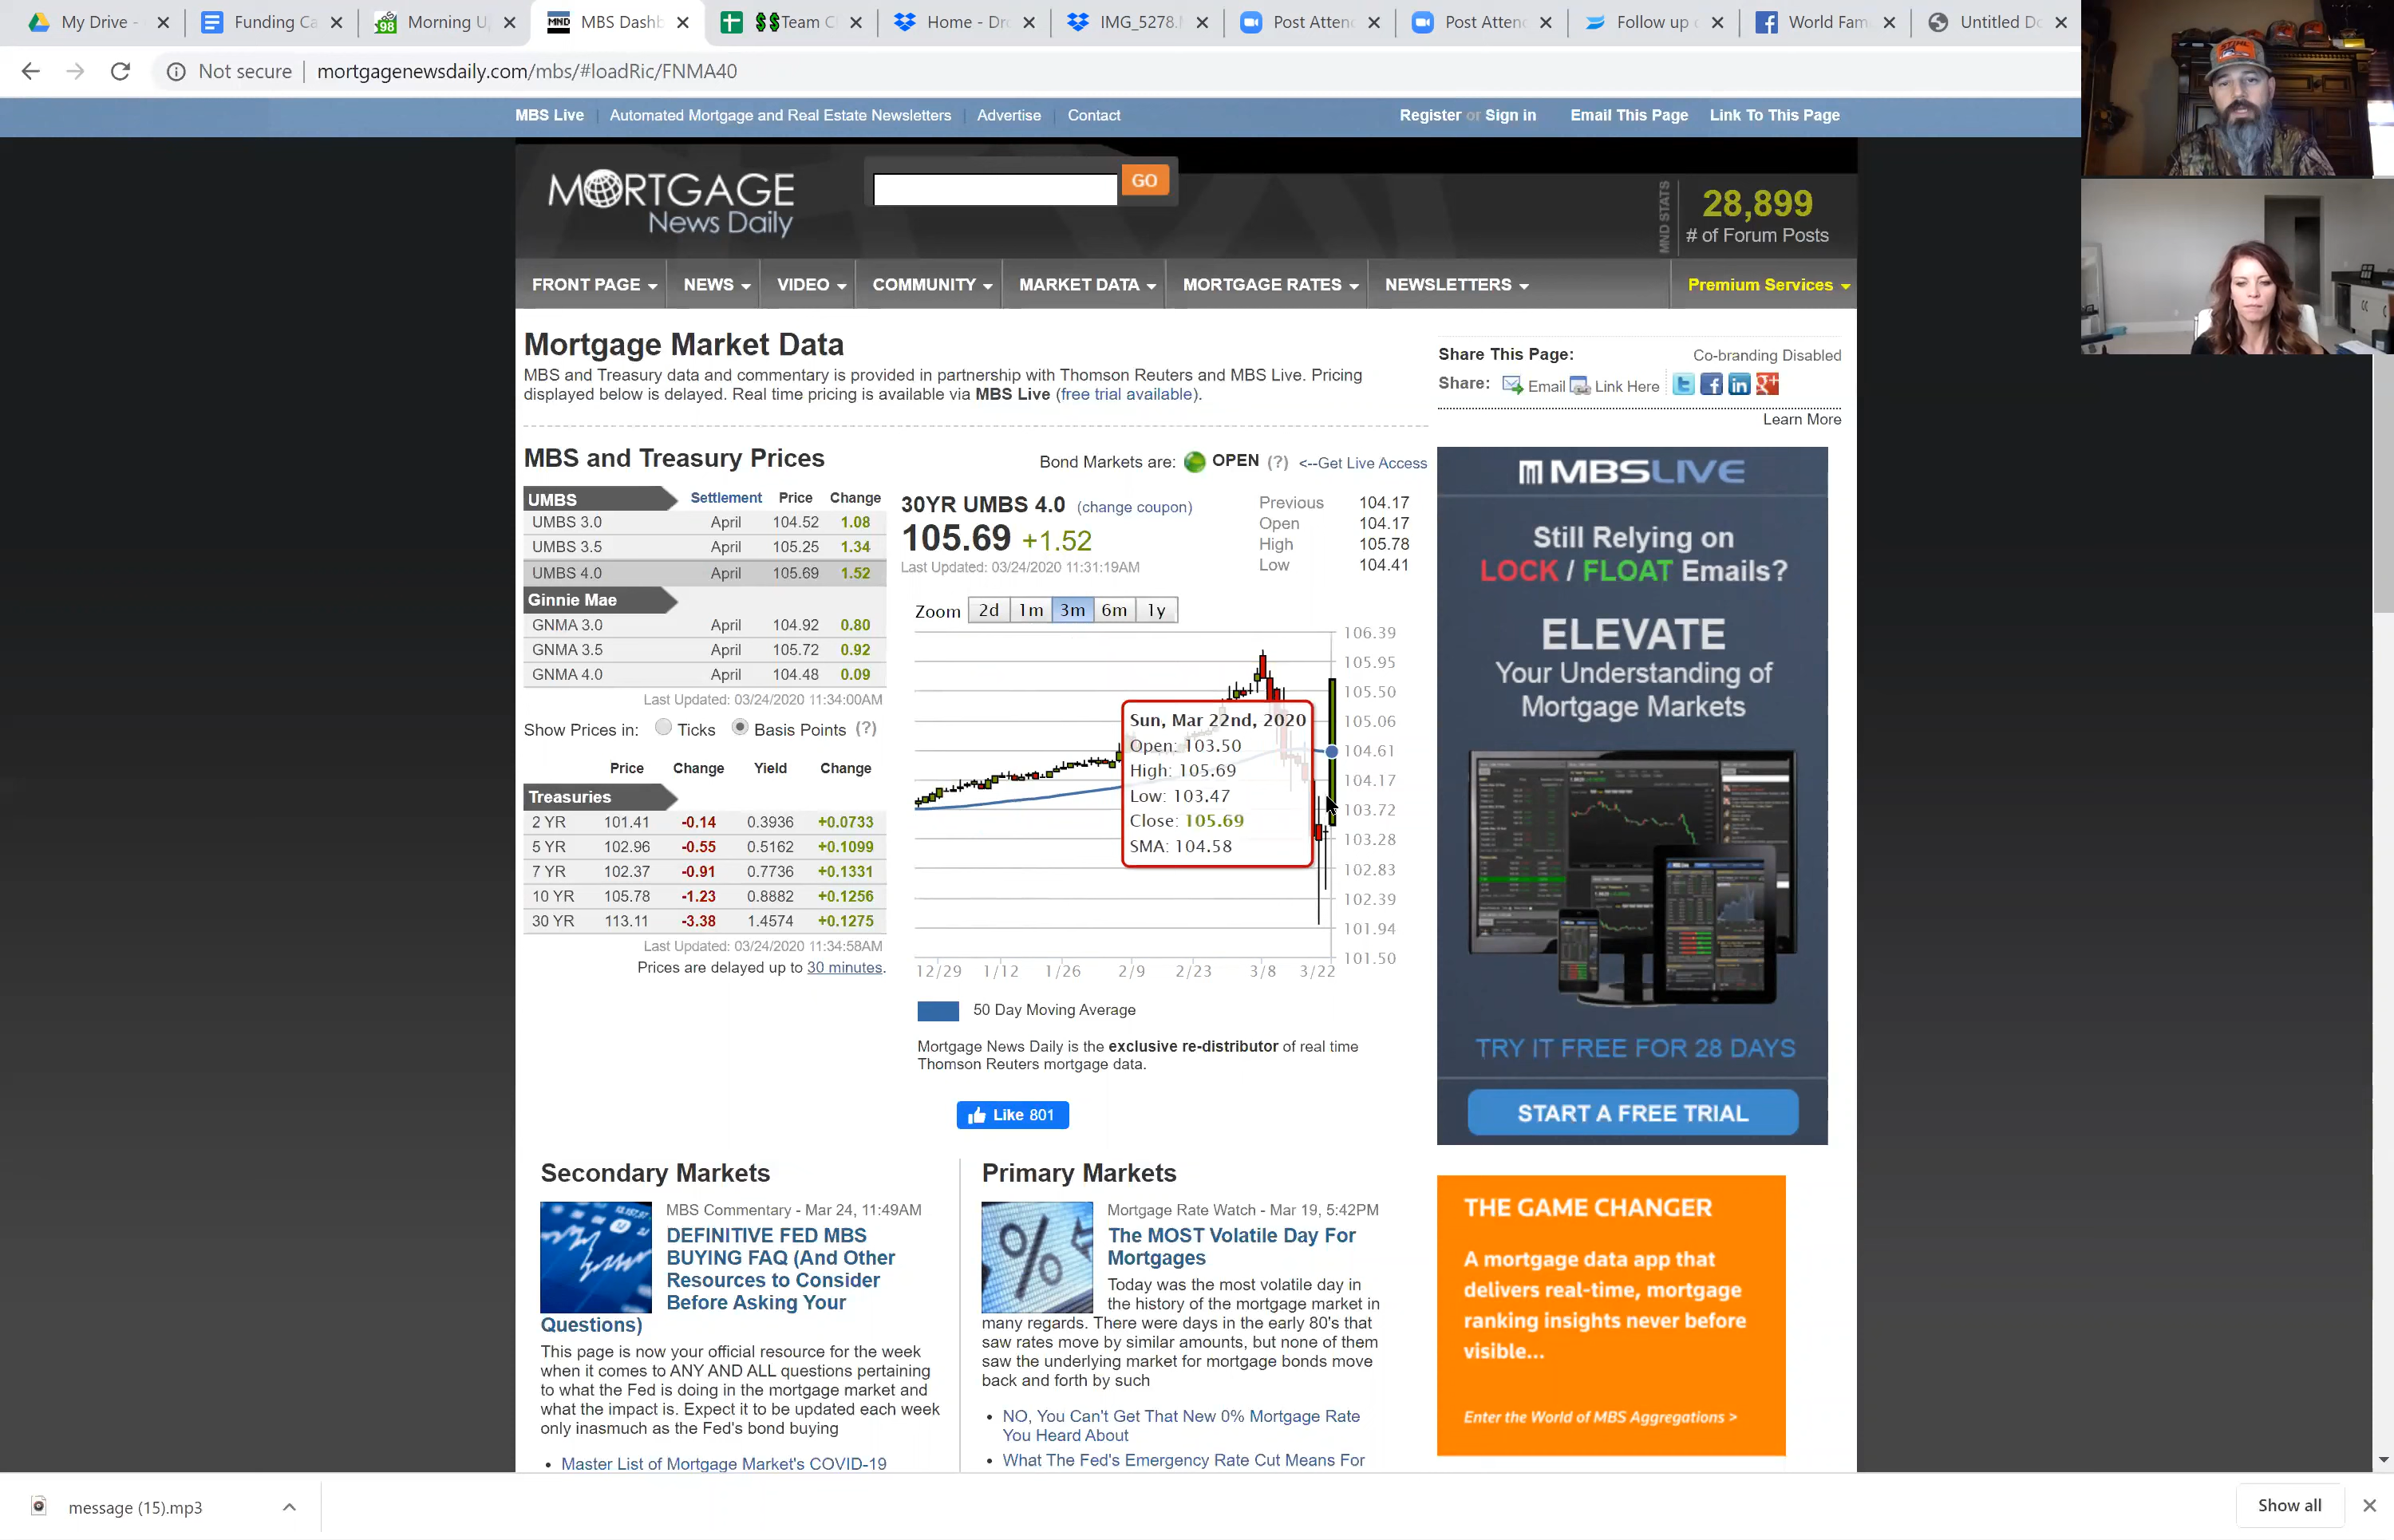 My Drive -
Funding Ca
Morning U
MND MBS Dashb
$$Team C
Home - Dro
IMG_5278.
Post Attend
Post Attend
Follow up
World Fam
Untitled Do
Not secure | mortgagenewsdaily.com/mbs/#loadRic/FNMA40
MBS Live Automated Mortgage and Real Estate Newsletters Advertise Contact
Register or Sign in Email This Page Link To This Page
MORTGAGE
News Daily
GO
MND STATS
28,899
# of Forum Posts
FRONT PAGE NEWS VIDEO COMMUNITY MARKET DATA MORTGAGE RATES NEWSLETTERS Premium Services
Mortgage Market Data
MBS and Treasury data and commentary is provided in partnership with Thomson Reuters and MBS Live. Pricing
displayed below is delayed. Real time pricing is available via MBS Live (free trial available).
Share This Page: Co-branding Disabled
Share: Email Link Here
Learn More
MBS and Treasury Prices
Bond Markets are: OPEN (?) <--Get Live Access
UMBS Settlement Price Change
UMBS 3.0 April 104.52 1.08
UMBS 3.5 April 105.25 1.34
UMBS 4.0 April 105.69 1.52
Ginnie Mae
GNMA 3.0 April 104.92 0.80
GNMA 3.5 April 105.72 0.92
GNMA 4.0 April 104.48 0.09
Last Updated: 03/24/2020 11:34:00AM
Show Prices in: Ticks Basis Points (?)
Price Change Yield Change
Treasuries
2 YR 101.41 -0.14 0.3936 +0.0733
5 YR 102.96 -0.55 0.5162 +0.1099
7 YR 102.37 -0.91 0.7736 +0.1331
10 YR 105.78 -1.23 0.8882 +0.1256
30 YR 113.11 -3.38 1.4574 +0.1275
Last Updated: 03/24/2020 11:34:58AM
Prices are delayed up to 30 minutes.
30YR UMBS 4.0 (change coupon)
105.69 +1.52
Last Updated: 03/24/2020 11:31:19AM
Previous 104.17
Open 104.17
High 105.78
Low 104.41
Zoom 2d 1m 3m 6m 1y
106.39
105.95
105.50
105.06
104.61
104.17
103.72
103.28
102.83
102.39
101.94
101.50
Sun, Mar 22nd, 2020
Open: 103.50
High: 105.69
Low: 103.47
Close: 105.69
SMA: 104.58
12/29 1/12 1/26 2/9 2/23 3/8 3/22
50 Day Moving Average
Mortgage News Daily is the exclusive re-distributor of real time
Thomson Reuters mortgage data.
Like 801
MBSLIVE
Still Relying on
LOCK / FLOAT Emails?
ELEVATE
Your Understanding of
Mortgage Markets
TRY IT FREE FOR 28 DAYS
START A FREE TRIAL
Secondary Markets
MBS Commentary - Mar 24, 11:49AM
DEFINITIVE FED MBS
BUYING FAQ (And Other
Resources to Consider
Before Asking Your
Questions)
This page is now your official resource for the week
when it comes to ANY AND ALL questions pertaining
to what the Fed is doing in the mortgage market and
what the impact is. Expect it to be updated each week
only inasmuch as the Fed's bond buying
• Master List of Mortgage Market's COVID-19
Primary Markets
Mortgage Rate Watch - Mar 19, 5:42PM
The MOST Volatile Day For
Mortgages
Today was the most volatile day in
the history of the mortgage market in
many regards. There were days in the early 80's that
saw rates move by similar amounts, but none of them
saw the underlying market for mortgage bonds move
back and forth by such
• NO, You Can't Get That New 0% Mortgage Rate
You Heard About
• What The Fed's Emergency Rate Cut Means For
THE GAME CHANGER
A mortgage data app that
delivers real-time, mortgage
ranking insights never before
visible...
Enter the World of MBS Aggregations >
message (15).mp3
Show all